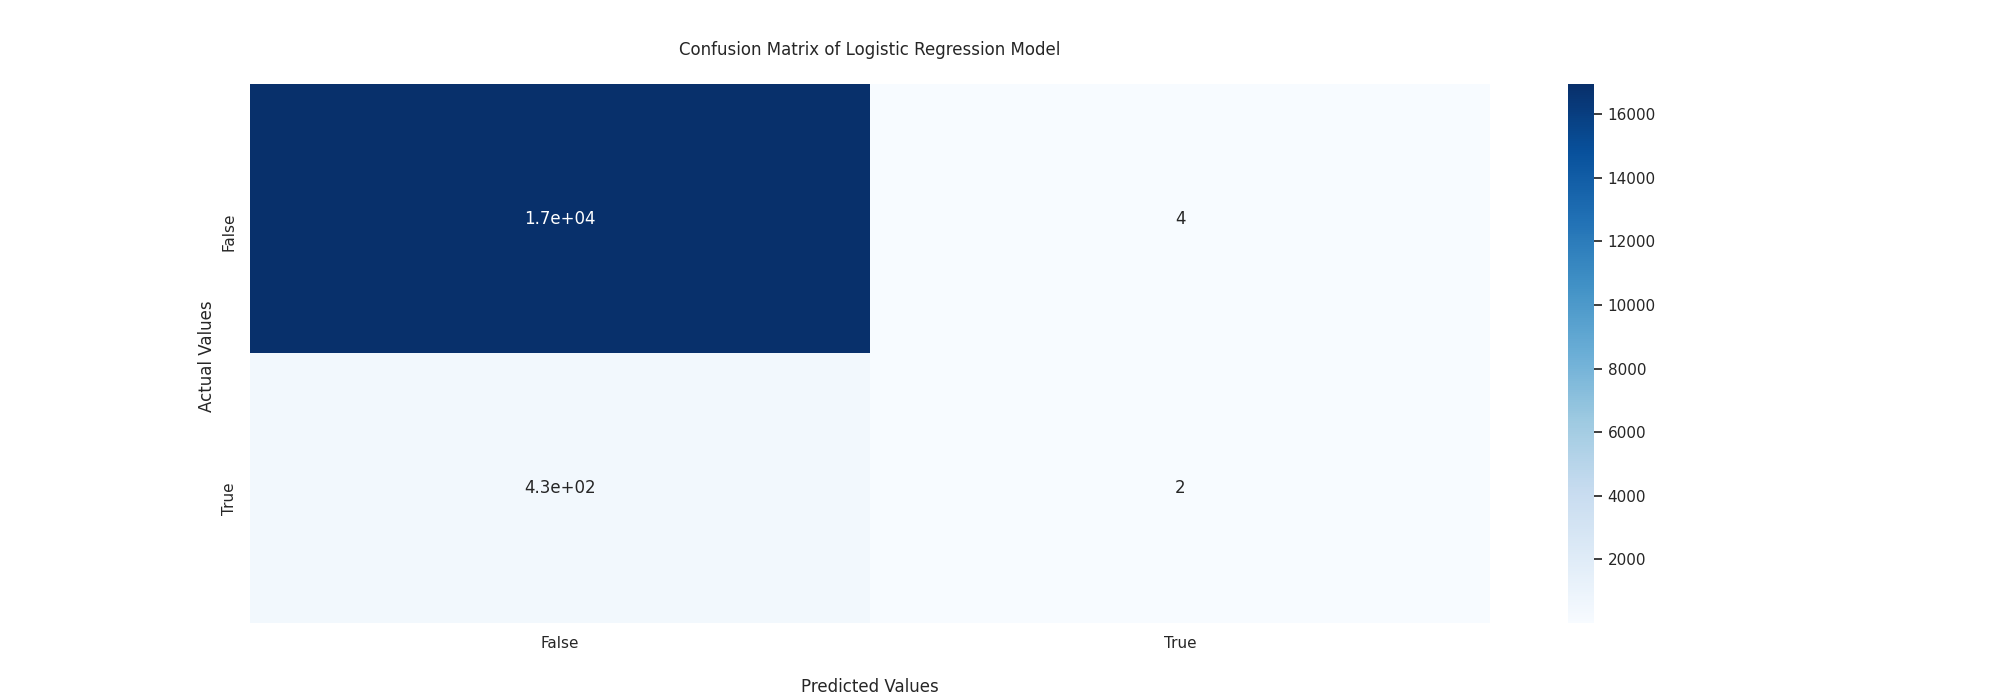 Confusion Matrix of Logistic Regression Model
Actual Values
False
True
1.7e+04
4
4.3e+02
2
False
True
Predicted Values
16000
14000
12000
10000
8000
6000
4000
2000